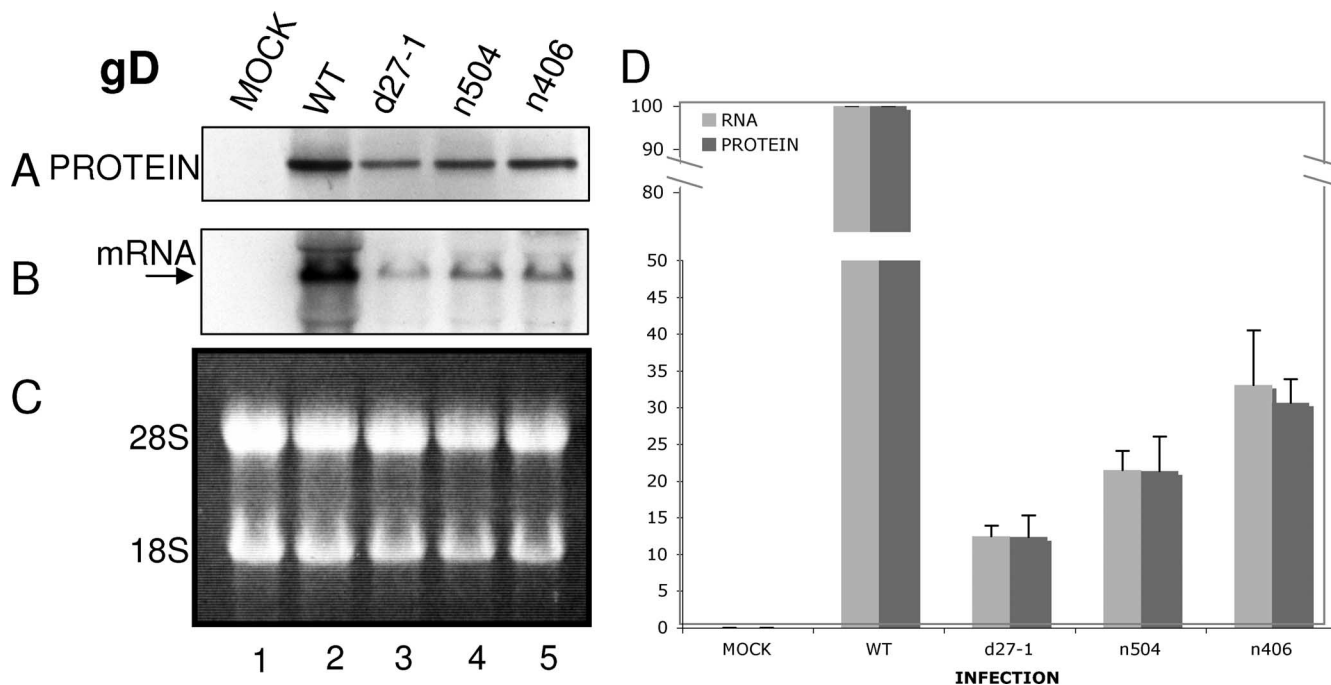 gD
MOCK WT d27-1 n504 n406
A PROTEIN
B mRNA
C
28S
18S
1 2 3 4 5
D
RNA
PROTEIN
100
90
80
50
45
40
35
30
25
20
15
10
5
0
MOCK WT d27-1 n504 n406
INFECTION